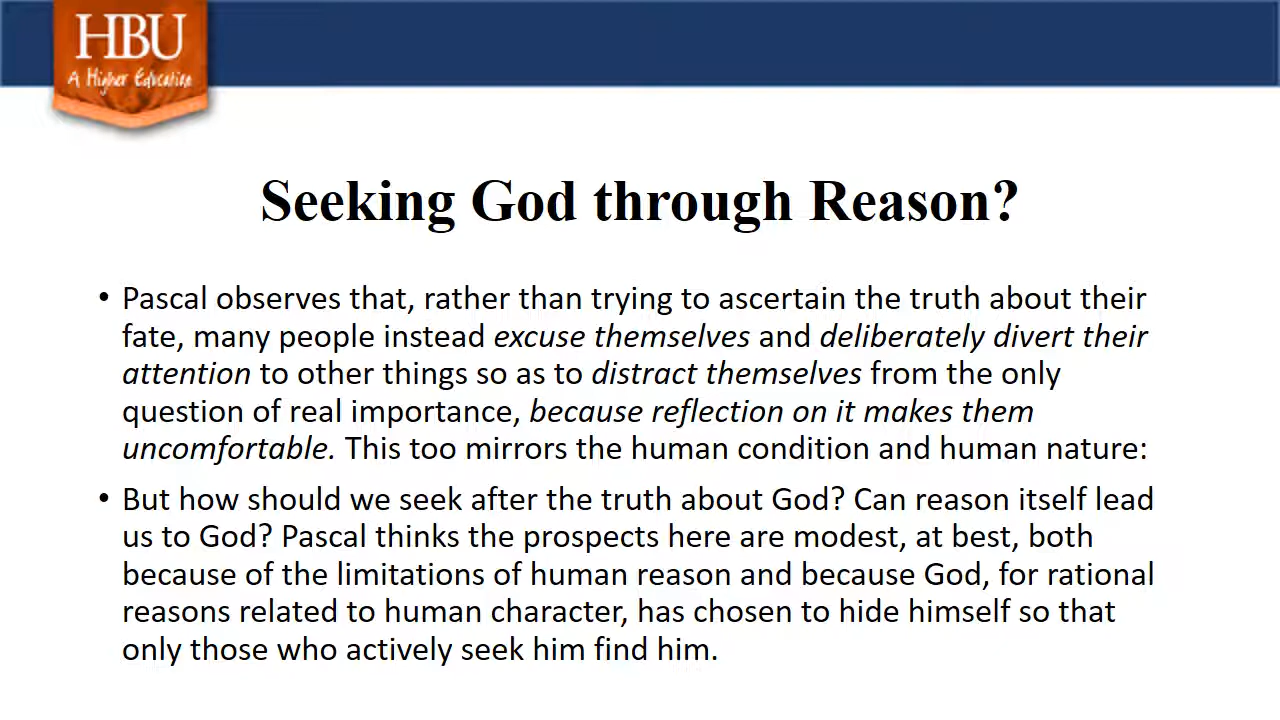 HBU
A Higher Education
Seeking God through Reason?
• Pascal observes that, rather than trying to ascertain the truth about their
fate, many people instead excuse themselves and deliberately divert their
attention to other things so as to distract themselves from the only
question of real importance, because reflection on it makes them
uncomfortable. This too mirrors the human condition and human nature:
• But how should we seek after the truth about God? Can reason itself lead
us to God? Pascal thinks the prospects here are modest, at best, both
because of the limitations of human reason and because God, for rational
reasons related to human character, has chosen to hide himself so that
only those who actively seek him find him.